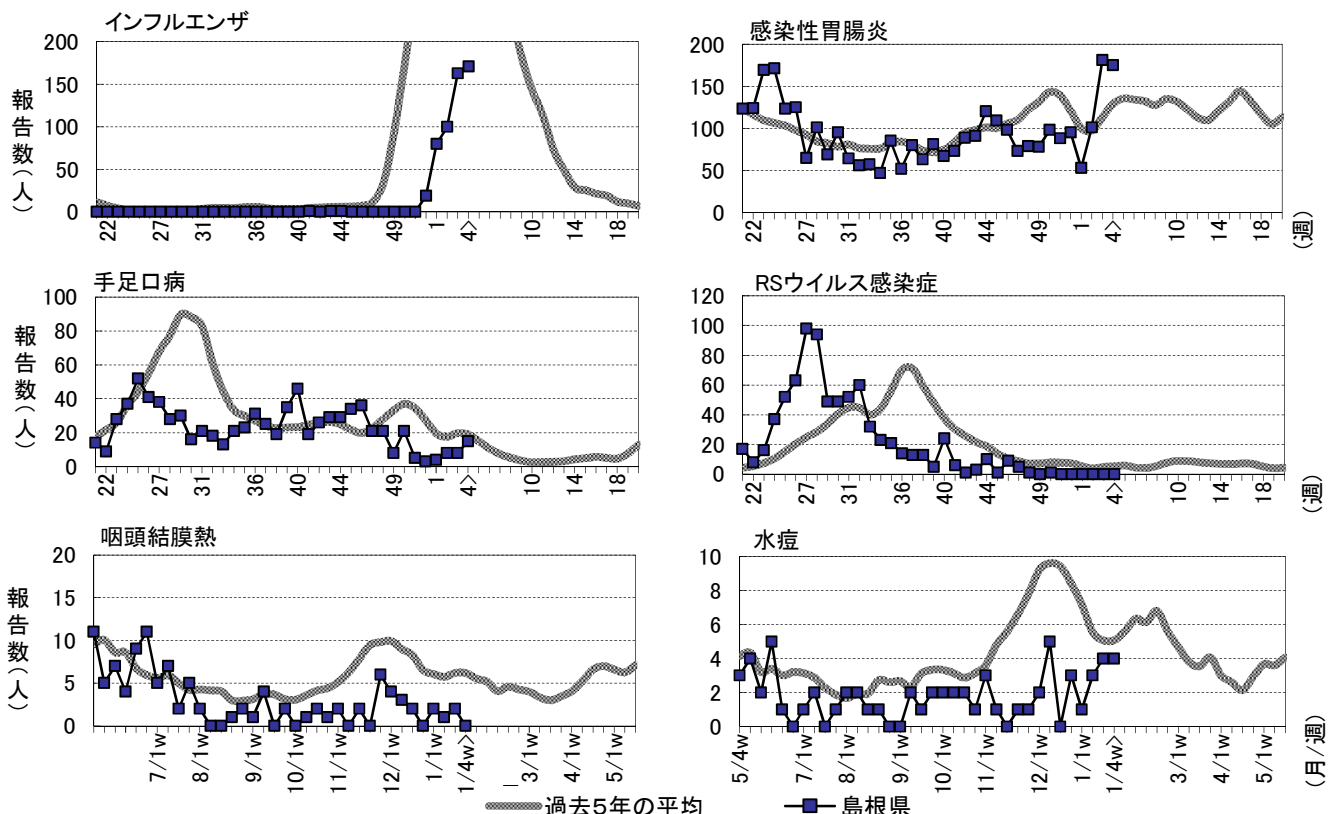 インフルエンザ
報告数(人)
200
150
100
50
0
22
27
31
36
40
44
49
1
4>
10
14
18
感染性胃腸炎
200
150
100
50
0
22
27
31
36
40
44
49
1
4>
10
14
18
(週)
手足口病
報告数(人)
100
80
60
40
20
0
22
27
31
36
40
44
49
1
4>
10
14
18
RSウイルス感染症
120
100
80
60
40
20
0
22
27
31
36
40
44
49
1
4>
10
14
18
(週)
咽頭結膜熱
報告数(人)
20
15
10
5
0
7/1w
8/1w
9/1w
10/1w
11/1w
12/1w
1/1w
1/4w>
3/1w
4/1w
5/1w
水痘
10
8
6
4
2
0
5/4w
7/1w
8/1w
9/1w
10/1w
11/1w
12/1w
1/1w
1/4w>
3/1w
4/1w
5/1w
(月/週)
過去5年の平均
島根県